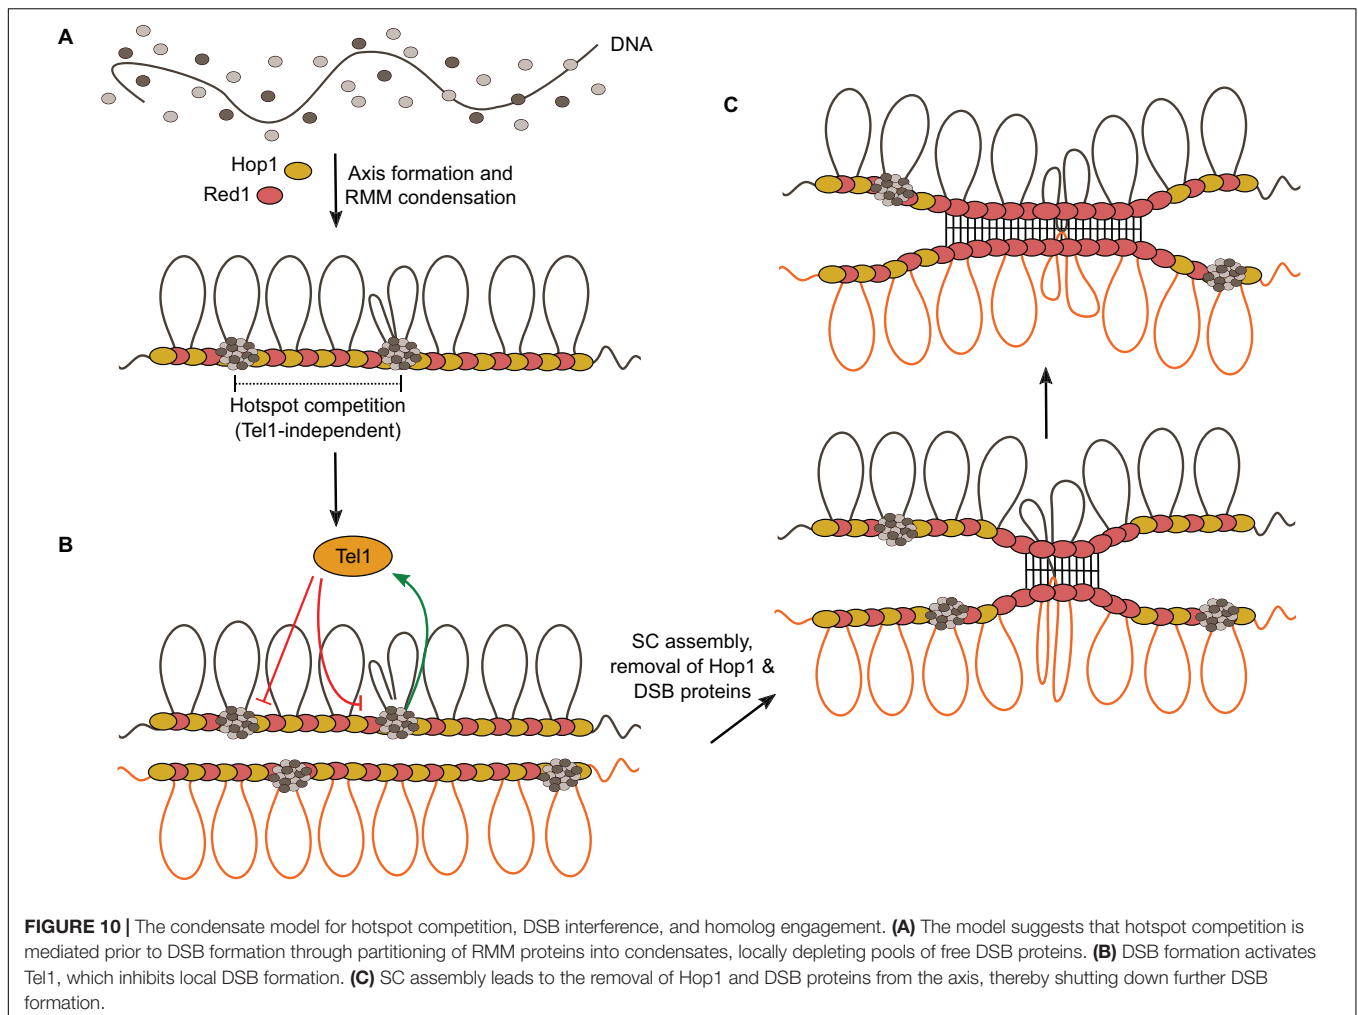 A
DNA
Hop1
Red1
Axis formation and
RMM condensation
Hotspot competition
(Tel1-independent)
B
Tel1
SC assembly,
removal of Hop1 &
DSB proteins
C
FIGURE 10 | The condensate model for hotspot competition, DSB interference, and homolog engagement. (A) The model suggests that hotspot competition is
mediated prior to DSB formation through partitioning of RMM proteins into condensates, locally depleting pools of free DSB proteins. (B) DSB formation activates
Tel1, which inhibits local DSB formation. (C) SC assembly leads to the removal of Hop1 and DSB proteins from the axis, thereby shutting down further DSB
formation.